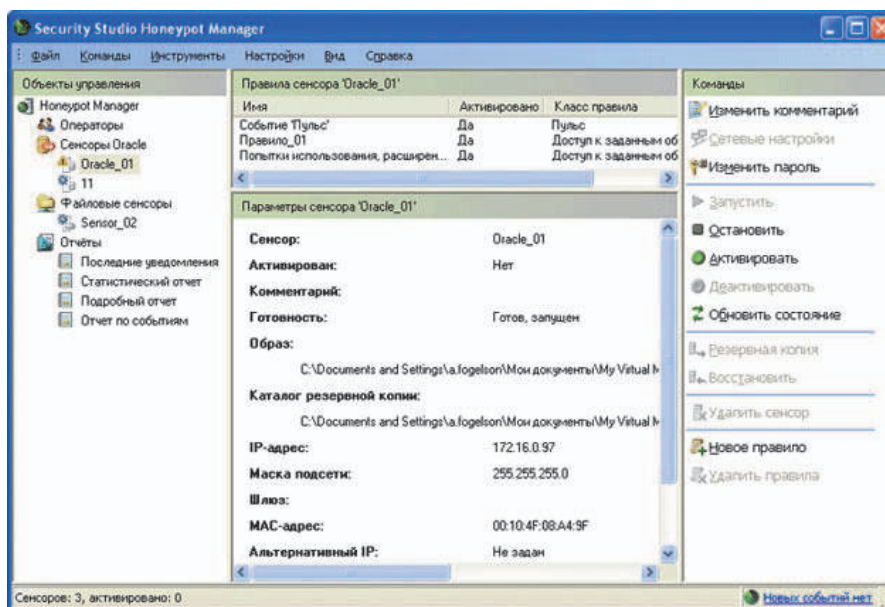 Security Studio Honeypot Manager
Файл Команды Инструменты Настройки Вид Справка
Объекты управления
Honeypot Manager
Операторы
Сенсоры Oracle
Oracle_01
11
Файловые сенсоры
Sensor_02
Отчёты
Последние уведомления
Статистический отчет
Подробный отчет
Отчет по событиям
Правила сенсора 'Oracle_01'
Имя Активировано Класс правила
Событие 'Пульс' Да Пульс
Правило_01 Да Доступ к заданным об
Попытки использования, расширен... Да Доступ к заданным об
Параметры сенсора 'Oracle_01'
Сенсор: Oracle_01
Активирован: Нет
Комментарий:
Готовность: Готов, запущен
Образ:
C:\Documents and Settings\a.fogelson\Мои документы\My Virtual M
Каталог резервной копии:
C:\Documents and Settings\a.fogelson\Мои документы\My Virtual M
IP-адрес: 172.16.0.97
Маска подсети: 255.255.255.0
Шлюз:
MAC-адрес: 00:10:4F:08:A4:9F
Альтернативный IP: Не задан
Команды
Изменить комментарий
Сетевые настройки
Изменить пароль
Запустить
Остановить
Активировать
Деактивировать
Обновить состояние
Резервная копия
Восстановить
Удалить сенсор
Новое правило
Удалить правила
Сенсоров: 3, активировано: 0
Новых событий нет